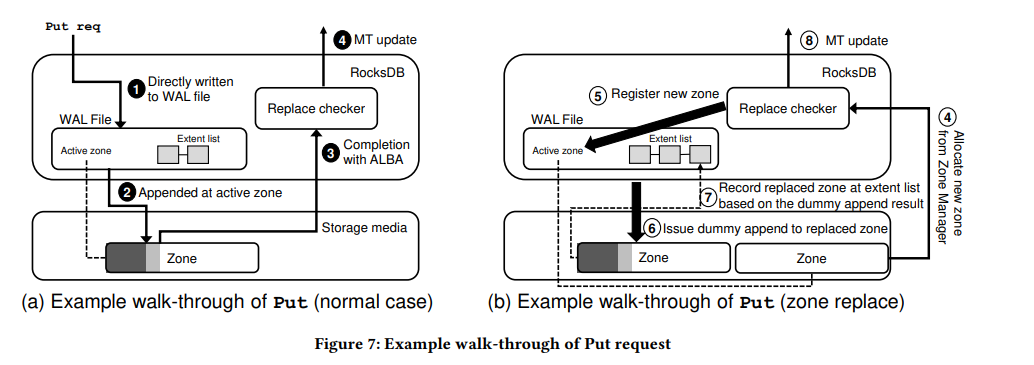 Put req
4 MT update
RocksDB
1 Directly written
to WAL file
Replace checker
WAL File
Extent list
Active zone
3 Completion
with ALBA
2 Appended at active zone
Storage media
Zone
(a) Example walk-through of Put (normal case)
8 MT update
RocksDB
5 Register new zone
Replace checker
WAL File
Extent list
Active zone
4 Allocate new zone
from Zone Manager
7 Record replaced zone at extent list
based on the dummy append result
6 Issue dummy append to replaced zone
Zone
Zone
(b) Example walk-through of Put (zone replace)
Figure 7: Example walk-through of Put request